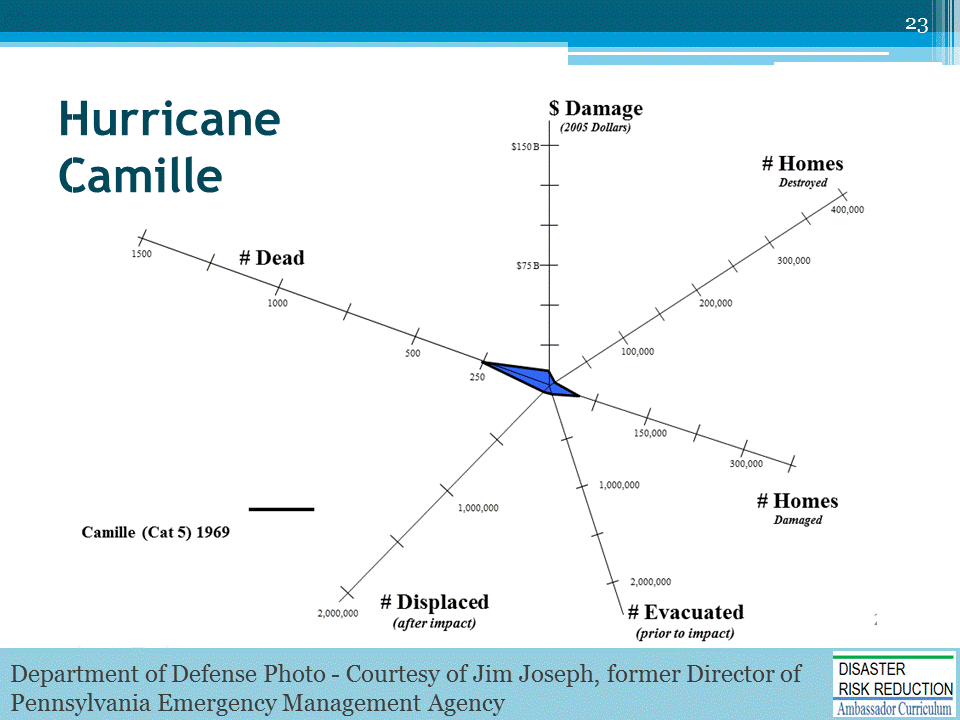 23
Hurricane
Camille
$ Damage
(2005 Dollars)
$150 B
$75 B
# Homes
Destroyed
400,000
300,000
200,000
100,000
# Dead
1500
1000
500
250
150,000
300,000
# Homes
Damaged
1,000,000
2,000,000
# Evacuated
(prior to impact)
1,000,000
2,000,000
# Displaced
(after impact)
Camille (Cat 5) 1969
Department of Defense Photo - Courtesy of Jim Joseph, former Director of
Pennsylvania Emergency Management Agency
DISASTER
RISK REDUCTION
Ambassador Curriculum